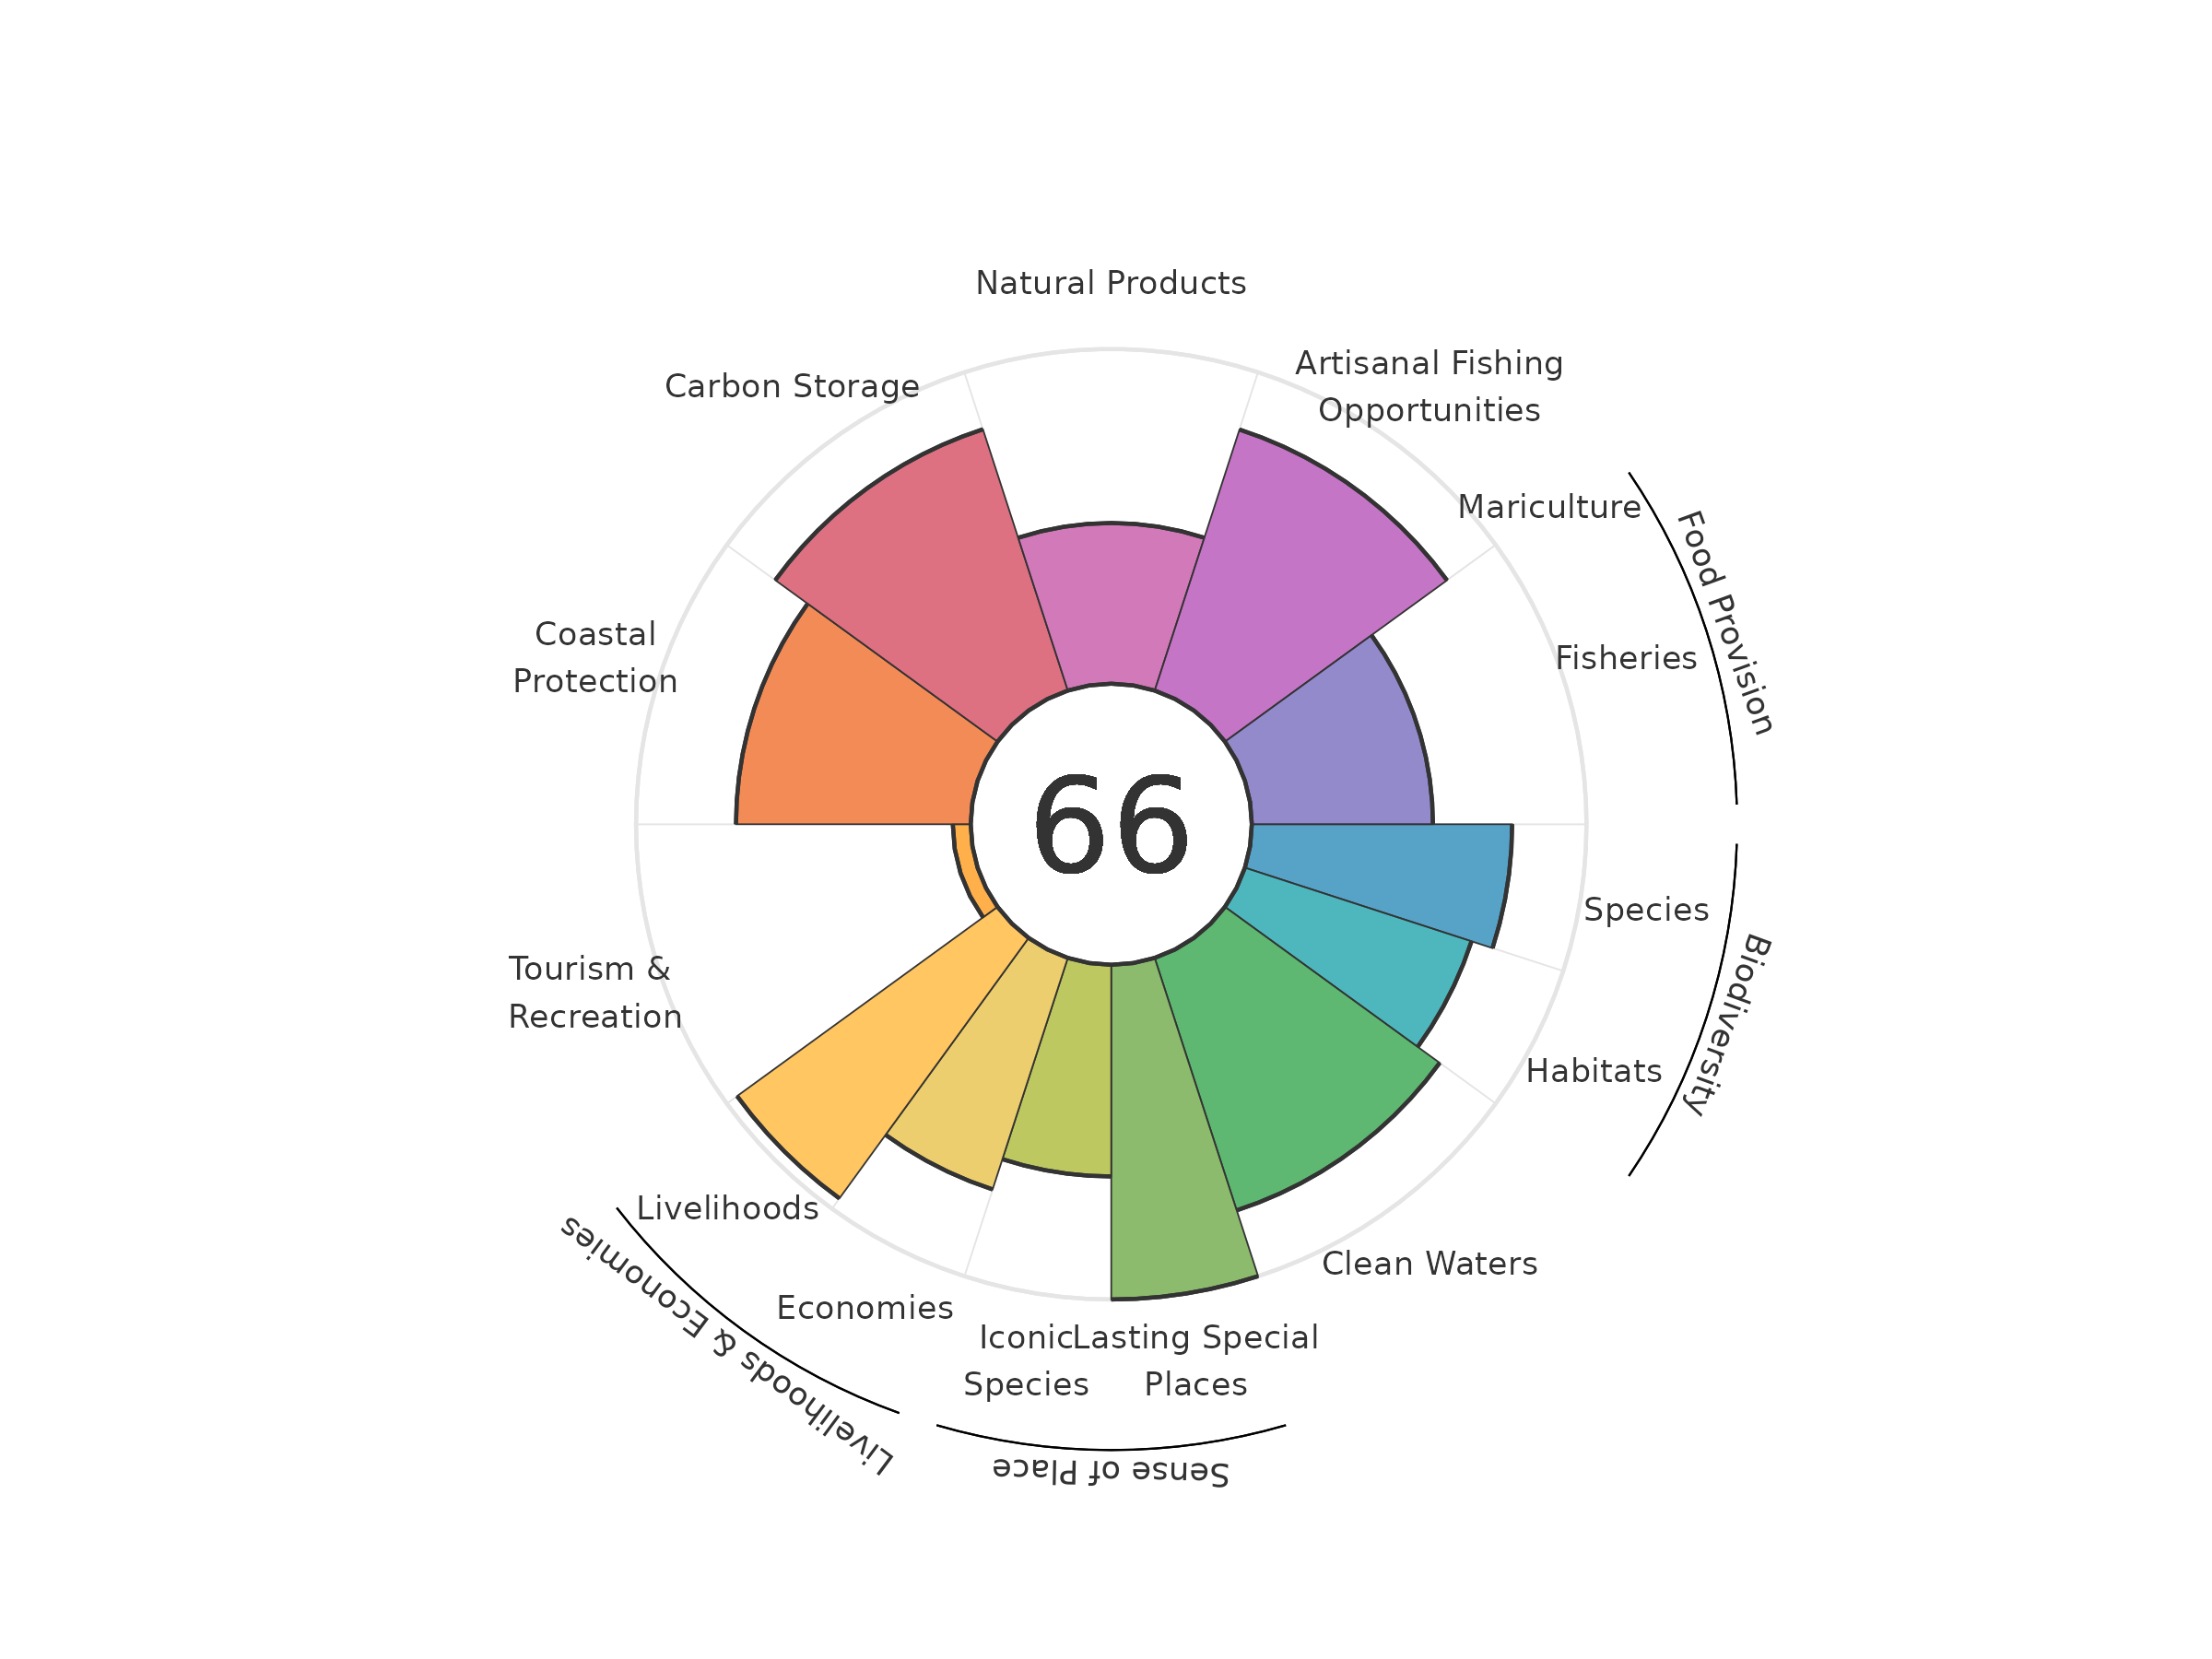 Natural Products
Carbon Storage
Artisanal Fishing
Opportunities
Mariculture
Food Provision
Coastal
Protection
Fisheries
66
Species
Biodiversity
Tourism &
Recreation
Habitats
Livelihoods
Clean Waters
Livelihoods & Economies
Economies
Iconic
Species
Lasting Special
Places
Sense of Place